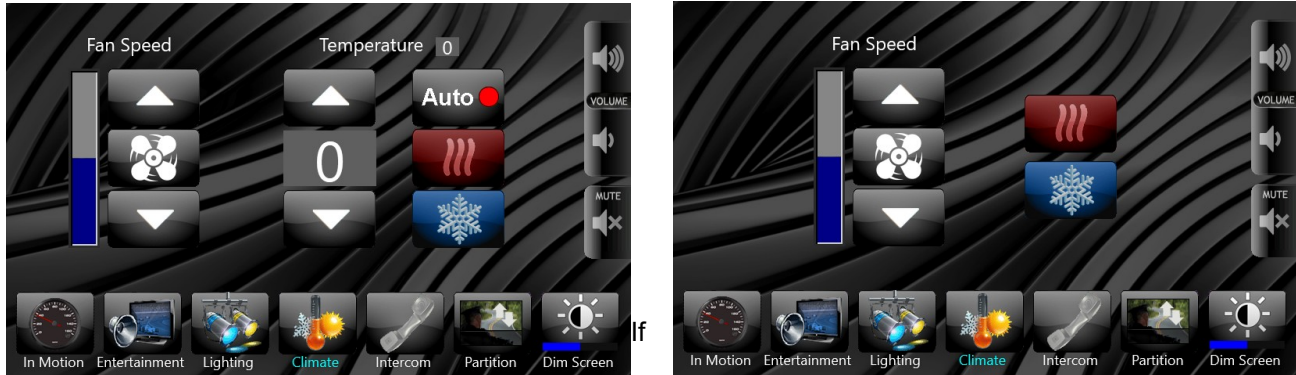 Fan Speed
Temperature 0
Auto
0
VOLUME
MUTE
In Motion
Entertainment
Lighting
Climate
Intercom
Partition
Dim Screen
If
Fan Speed
VOLUME
MUTE
In Motion
Entertainment
Lighting
Climate
Intercom
Partition
Dim Screen